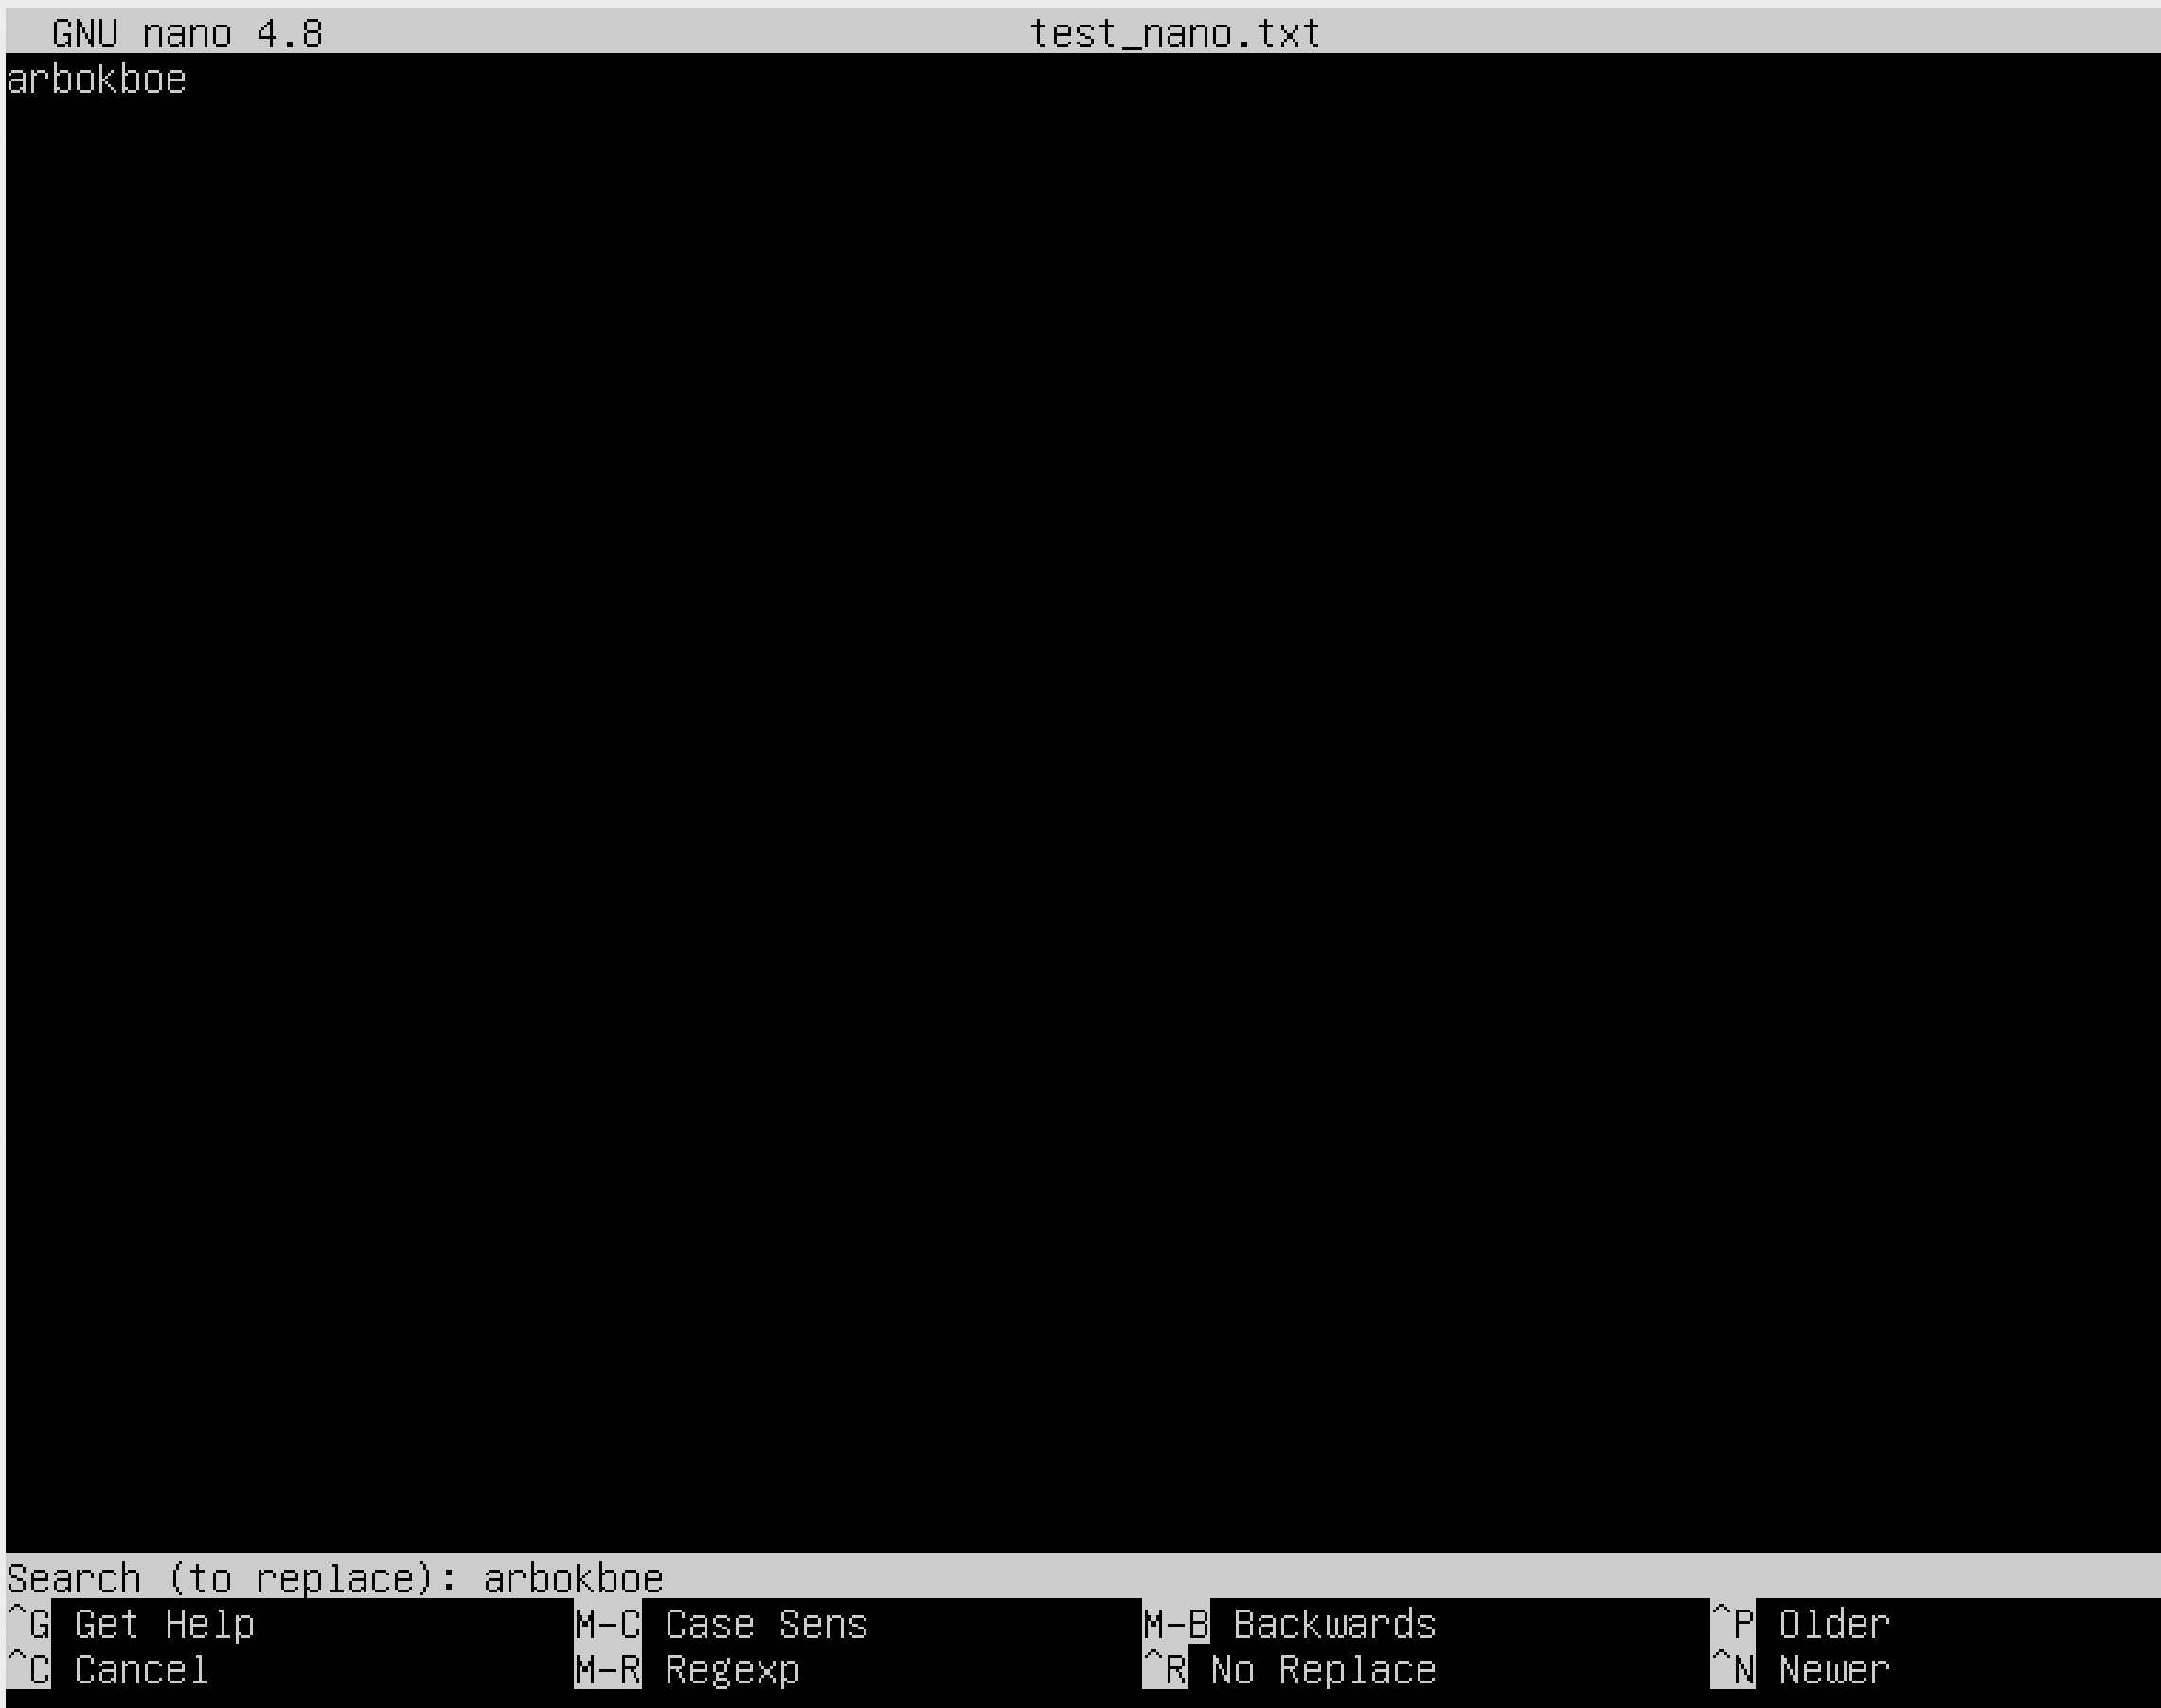 GNU nano 4.8 test_nano.txt
arbokboe
Search (to replace): arbokboe
^G Get Help M-C Case Sens M-B Backwards ^P Older
^C Cancel M-R Regexp ^R No Replace ^N Newer